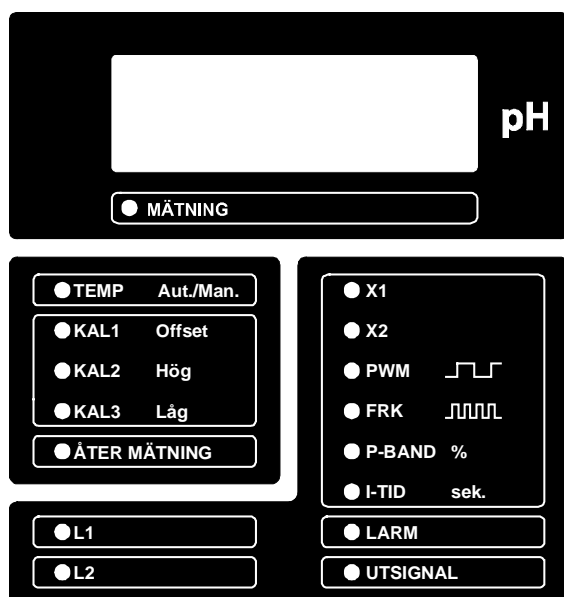 pH
MÄTNING
TEMP Aut./Man.
KAL1 Offset
KAL2 Hög
KAL3 Låg
ÅTER MÄTNING
L1
L2
X1
X2
PWM
FRK
P-BAND %
I-TID sek.
LARM
UTSIGNAL